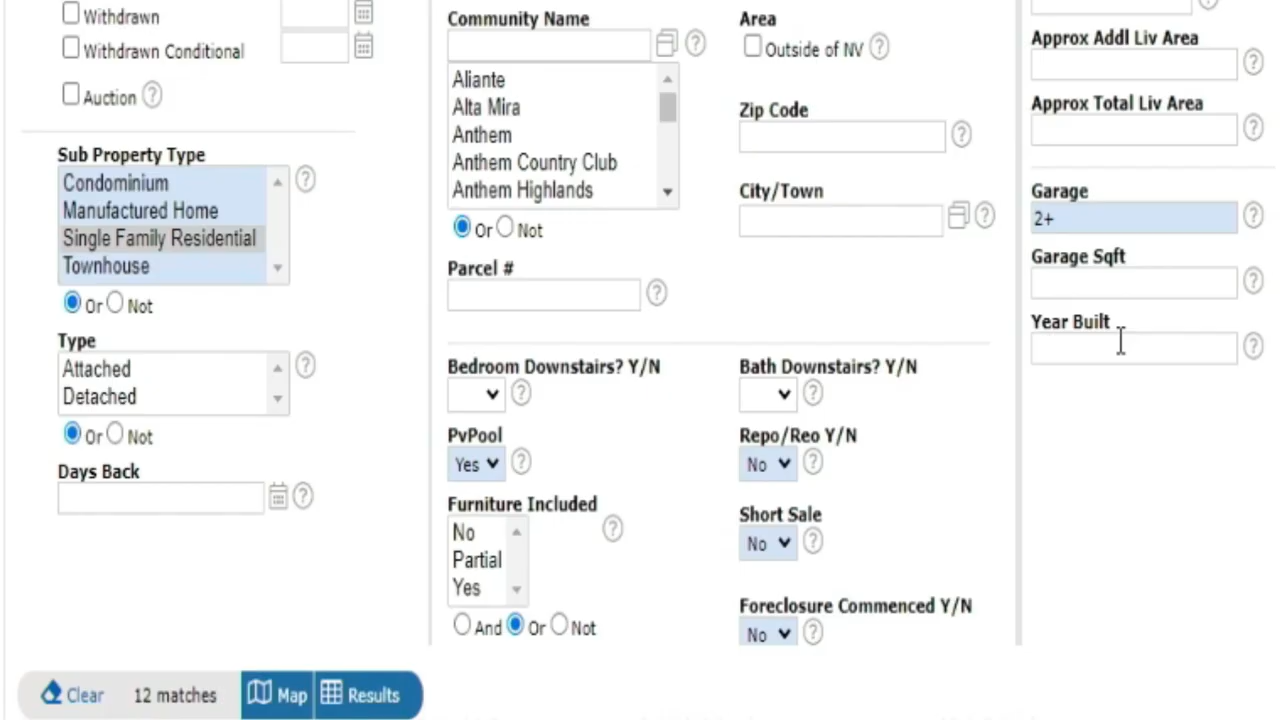 Withdrawn
Withdrawn Conditional
Auction ?
Sub Property Type
Condominium ?
Manufactured Home
Single Family Residential
Townhouse
Or Not
Type
Attached ?
Detached
Or Not
Days Back
?
Community Name
?
Aliante
Alta Mira
Anthem
Anthem Country Club
Anthem Highlands
Or Not
Parcel #
?
Bedroom Downstairs? Y/N
?
PvPool
Yes ?
Furniture Included
No ?
Partial
Yes
And Or Not
Area
Outside of NV ?
Zip Code
?
City/Town
?
Bath Downstairs? Y/N
?
Repo/Reo Y/N
No ?
Short Sale
No ?
Foreclosure Commenced Y/N
No ?
?
Approx Addl Liv Area
?
Approx Total Liv Area
?
Garage
2+ ?
Garage Sqft
?
Year Built
?
Clear 12 matches Map Results